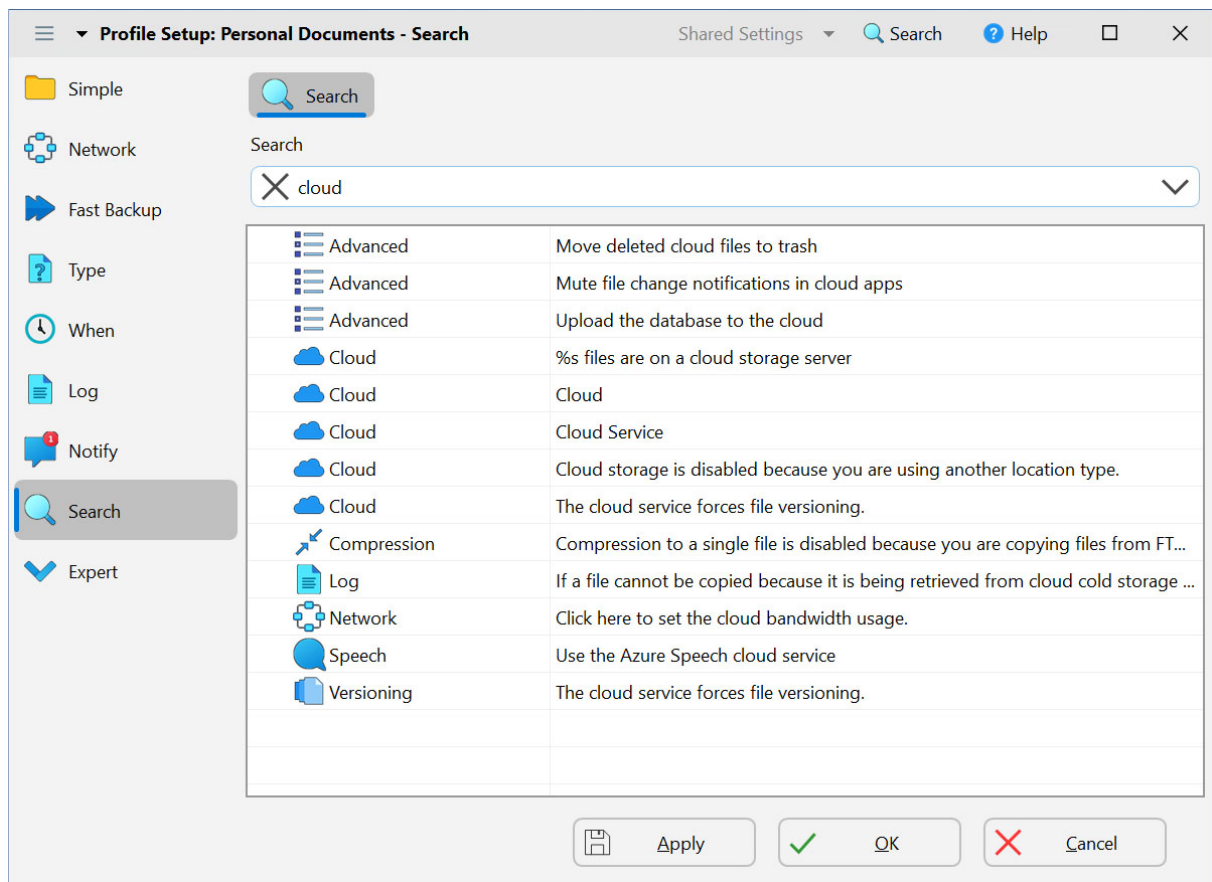 Profile Setup: Personal Documents - Search
Shared Settings
Search
Help
Simple
Network
Fast Backup
Type
When
Log
1
Notify
Search
Expert
Search
Search
cloud
Advanced Move deleted cloud files to trash
Advanced Mute file change notifications in cloud apps
Advanced Upload the database to the cloud
Cloud %s files are on a cloud storage server
Cloud Cloud
Cloud Cloud Service
Cloud Cloud storage is disabled because you are using another location type.
Cloud The cloud service forces file versioning.
Compression Compression to a single file is disabled because you are copying files from FT...
Log If a file cannot be copied because it is being retrieved from cloud cold storage ...
Network Click here to set the cloud bandwidth usage.
Speech Use the Azure Speech cloud service
Versioning The cloud service forces file versioning.
Apply
OK
Cancel